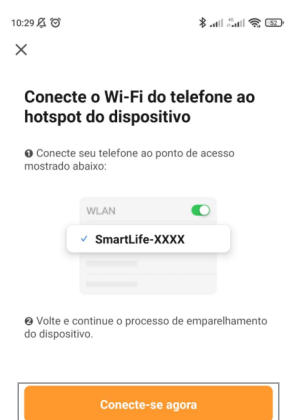 10:29
52
Conecte o Wi-Fi do telefone ao
hotspot do dispositivo
❶ Conecte seu telefone ao ponto de acesso
mostrado abaixo:
WLAN
✓ SmartLife-XXXX
❷ Volte e continue o processo de emparelhamento
do dispositivo.
Conecte-se agora